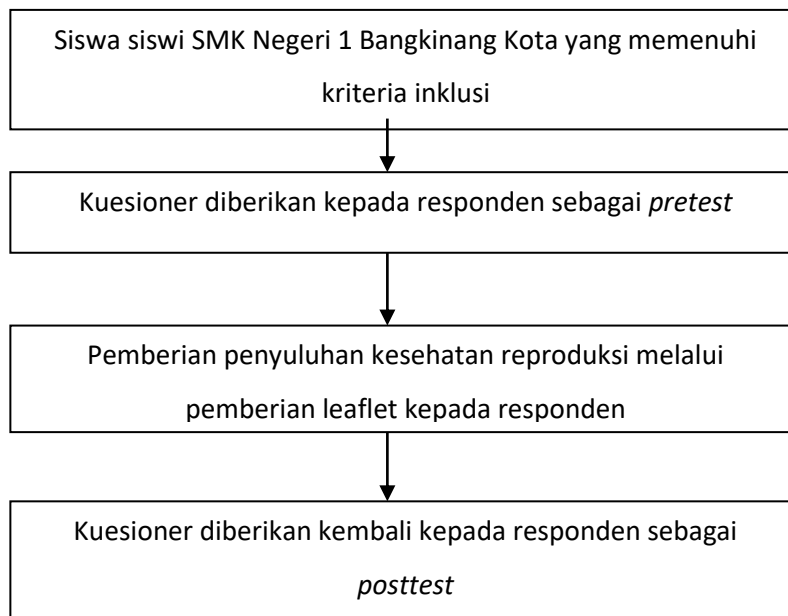 Siswa siswi SMK Negeri 1 Bangkinang Kota yang memenuhi
kriteria inklusi
Kuesioner diberikan kepada responden sebagai pretest
Pemberian penyuluhan kesehatan reproduksi melalui
pemberian leaflet kepada responden
Kuesioner diberikan kembali kepada responden sebagai
posttest